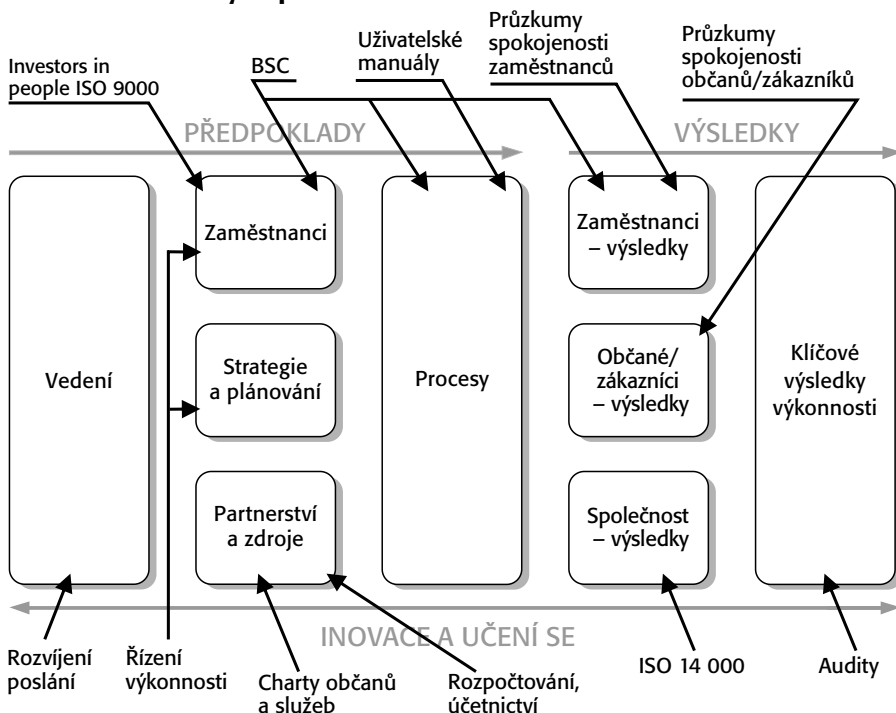 Investors in
people ISO 9000
BSC
Uživatelské
manuály
Průzkumy
spokojenosti
zaměstnanců
Průzkumy
spokojenosti
občanů/zákazníků
PŘEDPOKLADY
VÝSLEDKY
Vedení
Zaměstnanci
Strategie
a plánování
Partnerství
a zdroje
Procesy
Zaměstnanci
– výsledky
Občané/
zákazníci
– výsledky
Společnost
– výsledky
Klíčové
výsledky
výkonnosti
INOVACE A UČENÍ SE
Rozvíjení
poslání
Řízení
výkonnosti
Charty občanů
a služeb
Rozpočtování,
účetnictví
ISO 14 000
Audity